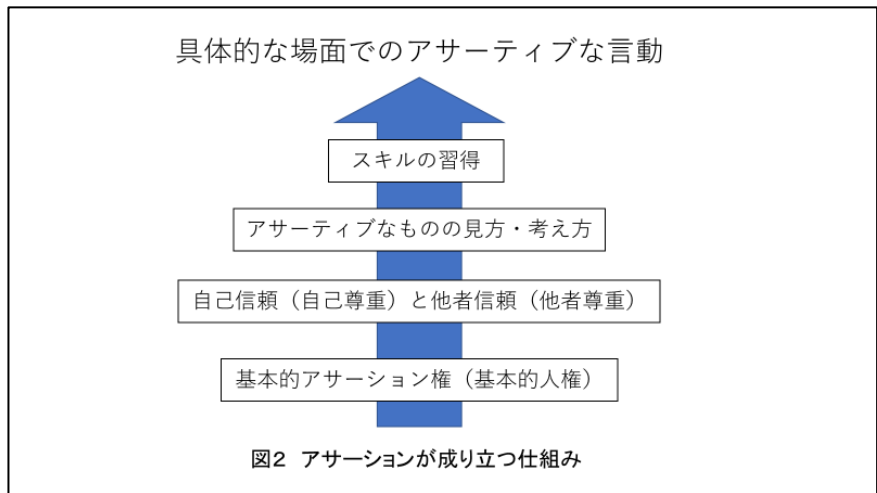 具体的な場面でのアサーティブな言動
スキルの習得
アサーティブなものの見方・考え方
自己信頼（自己尊重）と他者信頼（他者尊重）
基本的アサーション権（基本的人権）
図2 アサーションが成り立つ仕組み